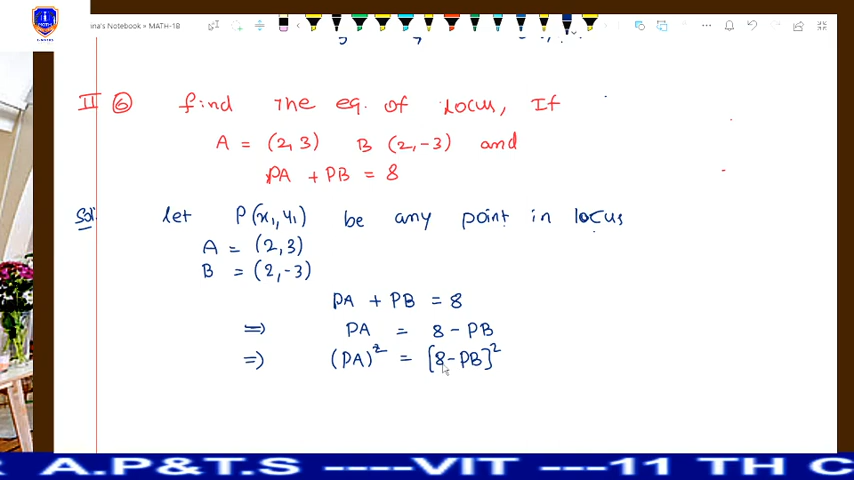 ina's Notebook » MATH-1B
II ⑥ find The eq. of Locus, If
A = (2,3) B (2,-3) and
PA + PB = 8
Sol: let P(x₁,y₁) be any point in locus
A = (2,3)
B = (2,-3)
PA + PB = 8
⇒ PA = 8 - PB
⇒ (PA)² = [8-PB]²
A.P&T.S ----VIT ---11 TH C